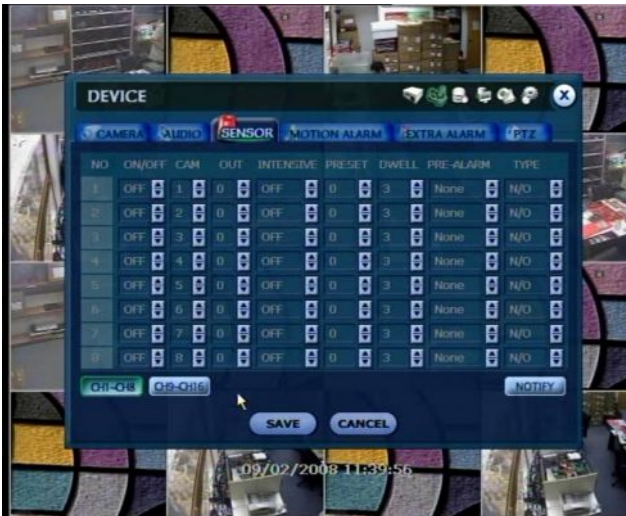 DEVICE
CAMERA AUDIO SENSOR MOTION ALARM EXTRA ALARM PTZ
NO ON/OFF CAM OUT INTENSIVE PRESET DWELL PRE-ALARM TYPE
1 OFF 1 0 OFF 0 3 None N/O
2 OFF 2 0 OFF 0 3 None N/O
3 OFF 3 0 OFF 0 3 None N/O
4 OFF 4 0 OFF 0 3 None N/O
5 OFF 5 0 OFF 0 3 None N/O
6 OFF 6 0 OFF 0 3 None N/O
7 OFF 7 0 OFF 0 3 None N/O
8 OFF 8 0 OFF 0 3 None N/O
CH1-CH8 CH9-CH16 NOTIFY
SAVE CANCEL
09/02/2008 11:39:56